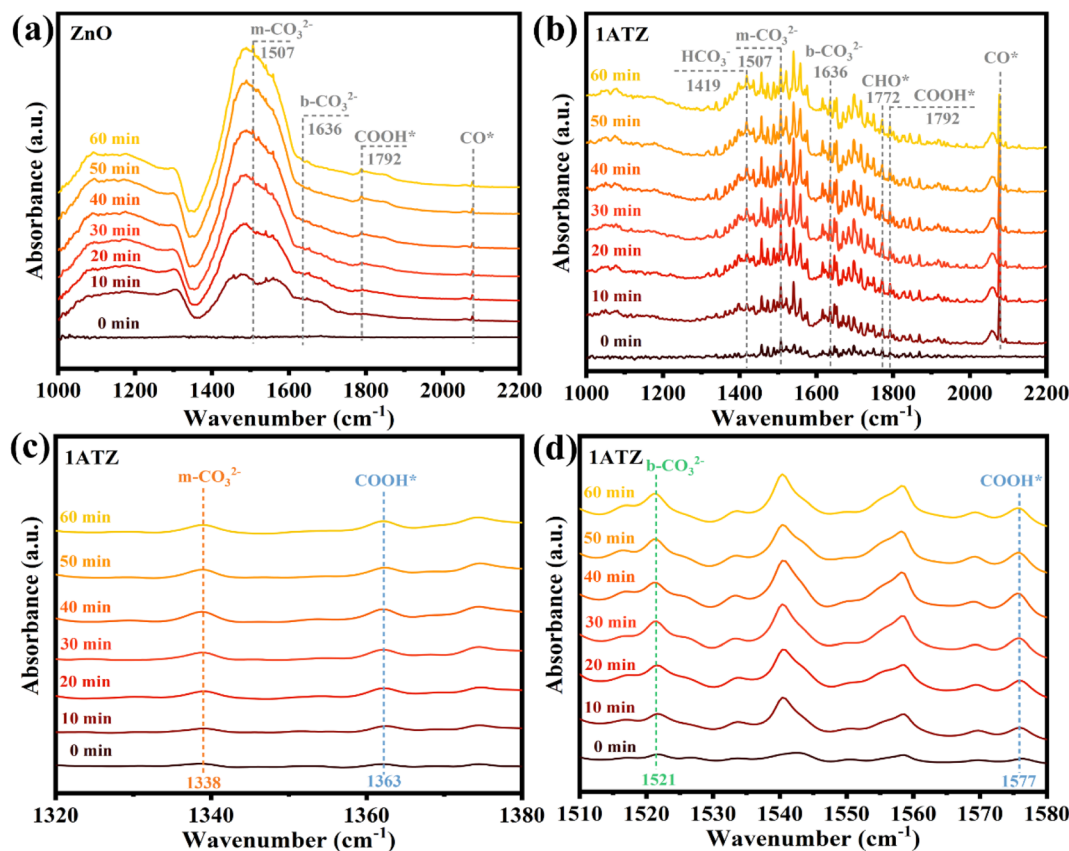 (a) ZnO
m-CO₃²⁻
1507
b-CO₃²⁻
1636
COOH*
1792
CO*
60 min
50 min
40 min
30 min
20 min
10 min
0 min
Absorbance (a.u.)
1000 1200 1400 1600 1800 2000 2200
Wavenumber (cm⁻¹)
(b) 1ATZ
m-CO₃²⁻
HCO₃⁻
1507
1419
b-CO₃²⁻
1636
CHO*
1772
COOH*
1792
CO*
60 min
50 min
40 min
30 min
20 min
10 min
0 min
Absorbance (a.u.)
1000 1200 1400 1600 1800 2000 2200
Wavenumber (cm⁻¹)
(c) 1ATZ
m-CO₃²⁻
COOH*
60 min
50 min
40 min
30 min
20 min
10 min
0 min
1338
1363
Absorbance (a.u.)
1320 1340 1360 1380
Wavenumber (cm⁻¹)
(d) 1ATZ
b-CO₃²⁻
COOH*
60 min
50 min
40 min
30 min
20 min
10 min
0 min
1521
1577
Absorbance (a.u.)
1510 1520 1530 1540 1550 1560 1570 1580
Wavenumber (cm⁻¹)